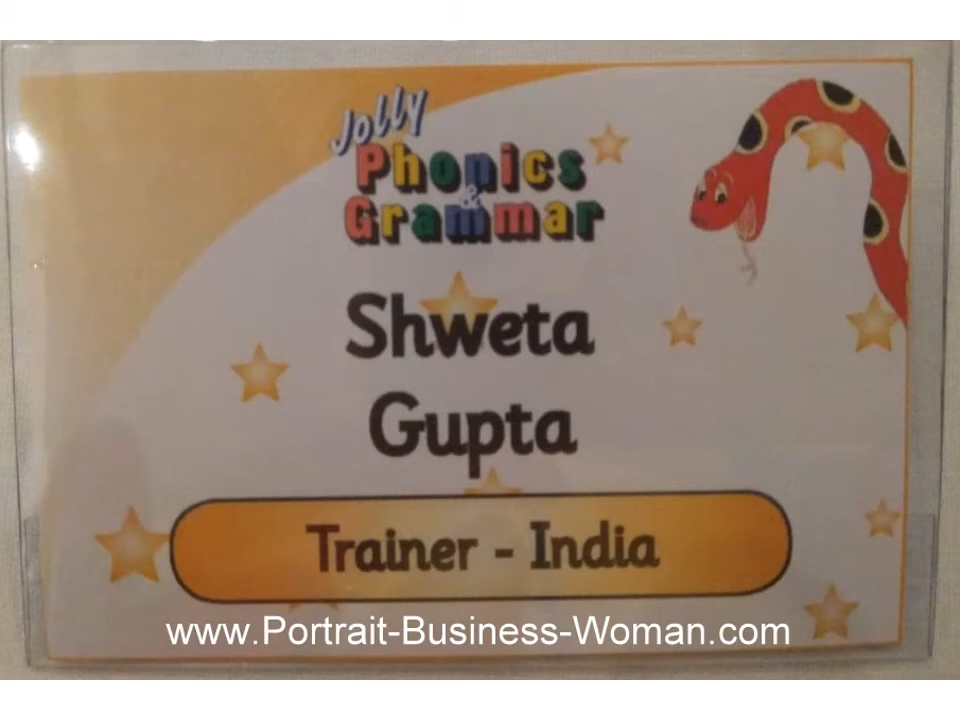 Jolly
Phonics
&
Grammar
Shweta
Gupta
Trainer - India
www.Portrait-Business-Woman.com